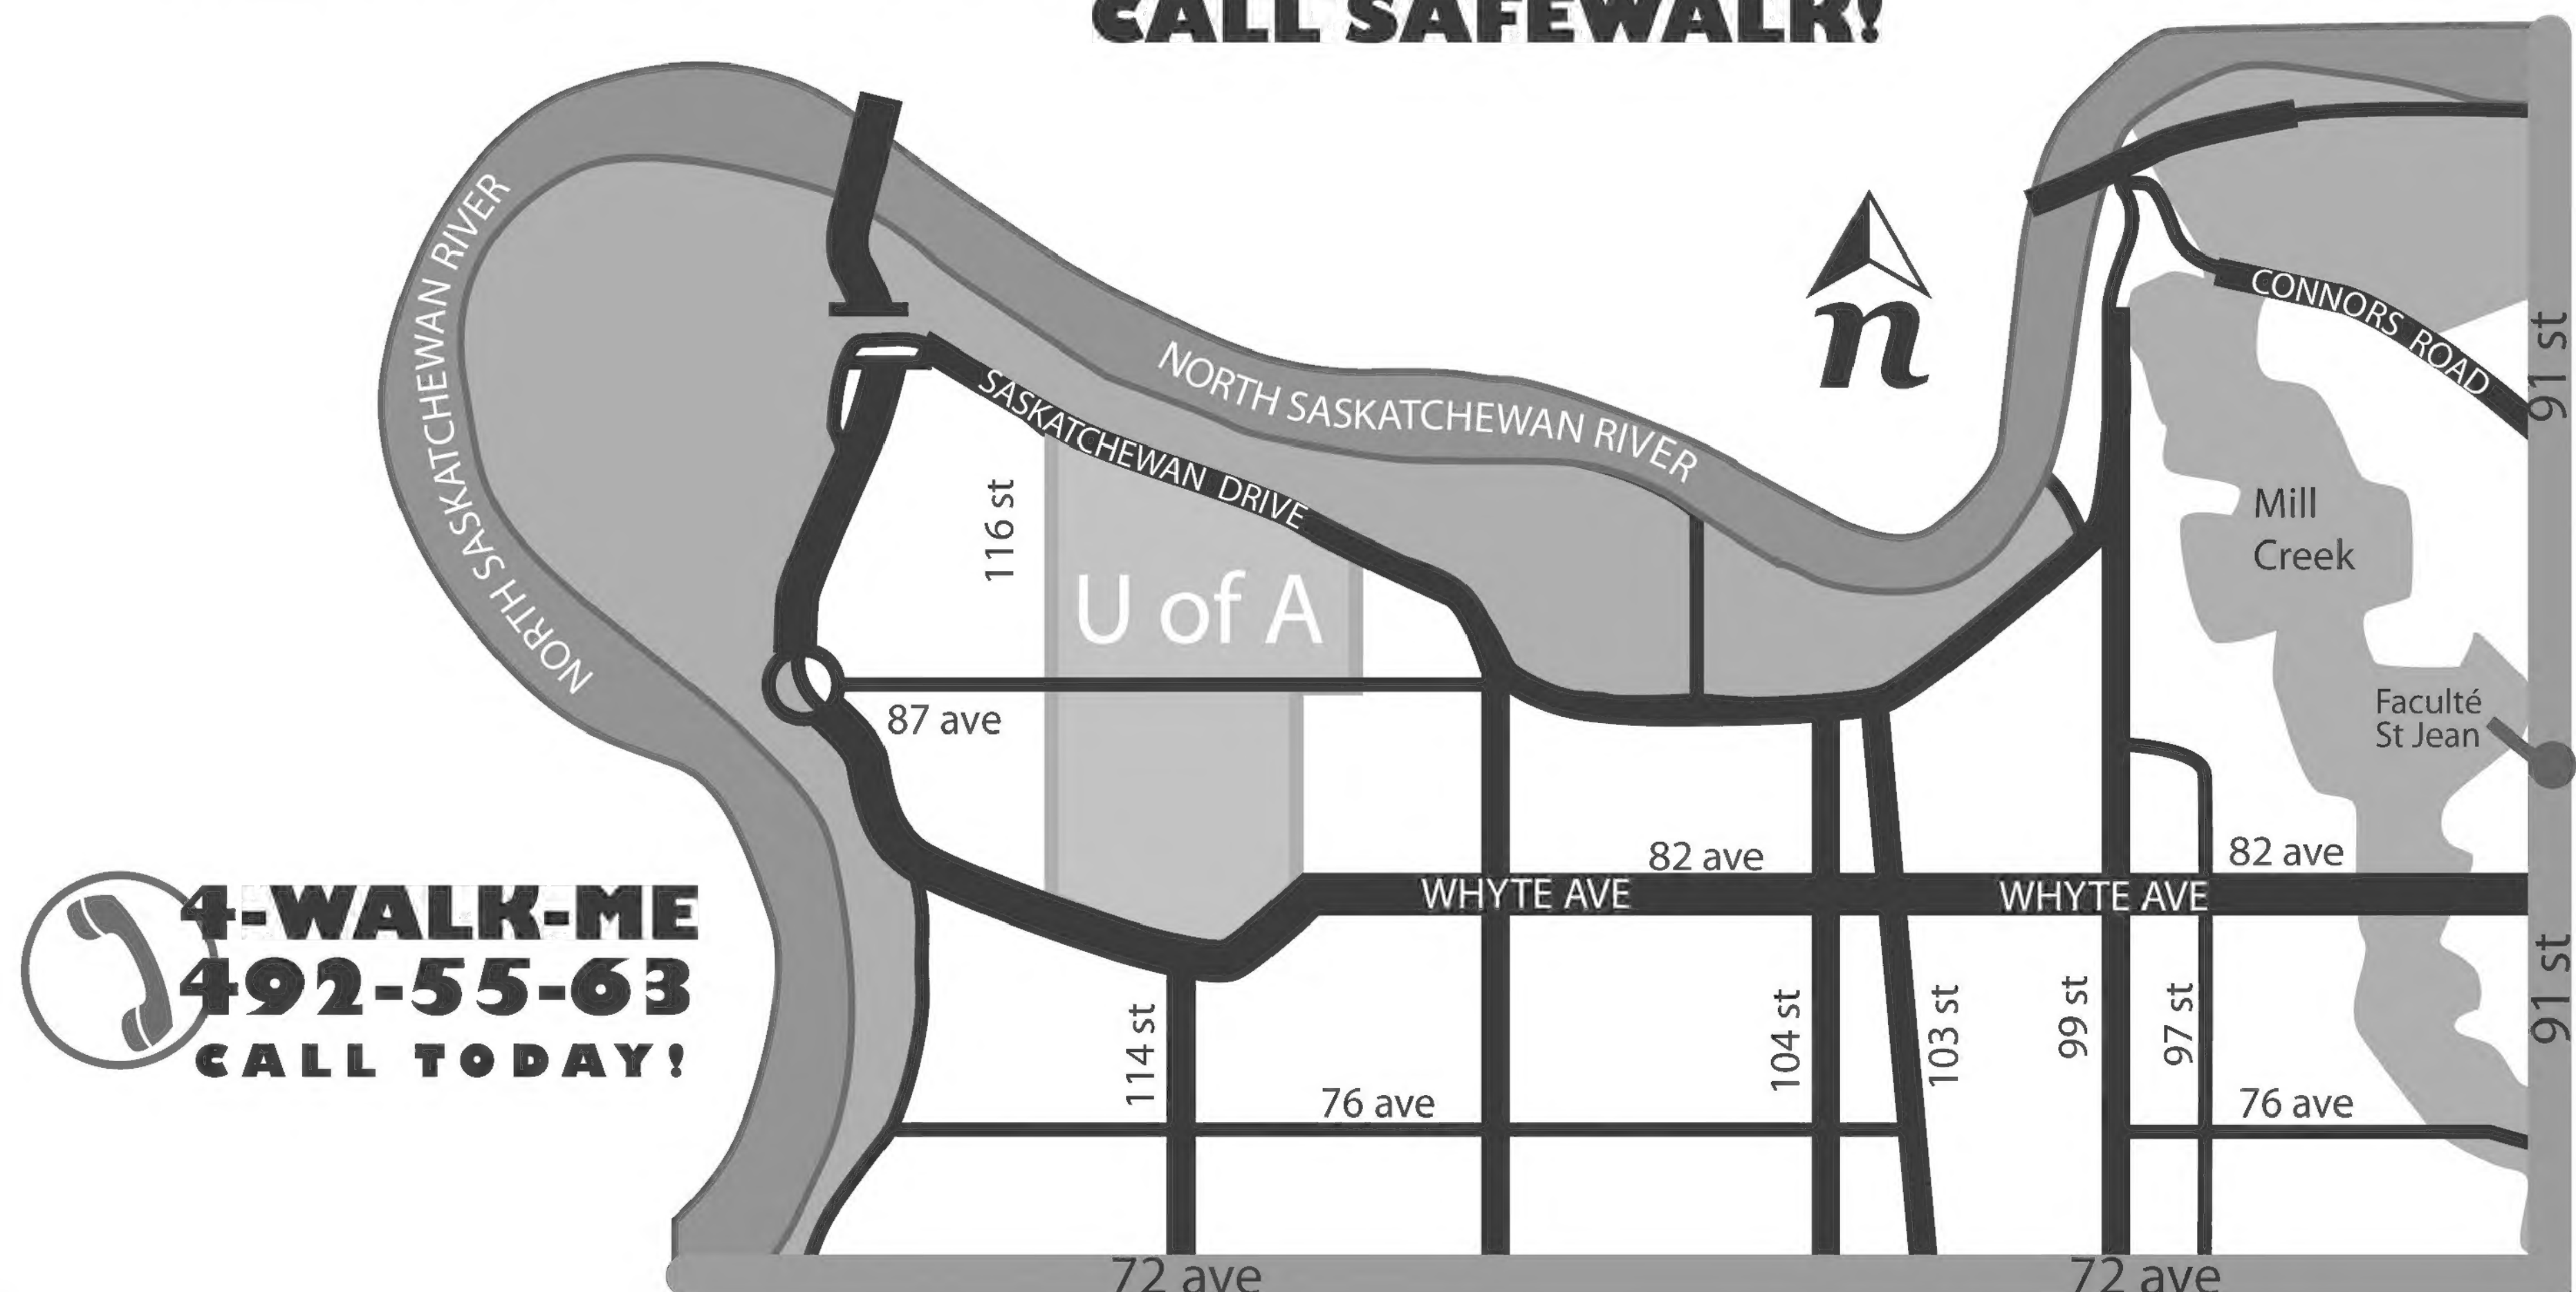 CALL SAFEWALK!
NORTH SASKATCHEWAN RIVER
NORTH SASKATCHEWAN RIVER
n
CONNORS ROAD
91 st
SASKATCHEWAN DRIVE
116 st
U of A
Mill
Creek
Faculté
St Jean
87 ave
82 ave
82 ave
WHYTE AVE
WHYTE AVE
4-WALK-ME
492-55-63
CALL TODAY!
114 st
104 st
103 st
99 st
97 st
91 st
76 ave
76 ave
72 ave
72 ave